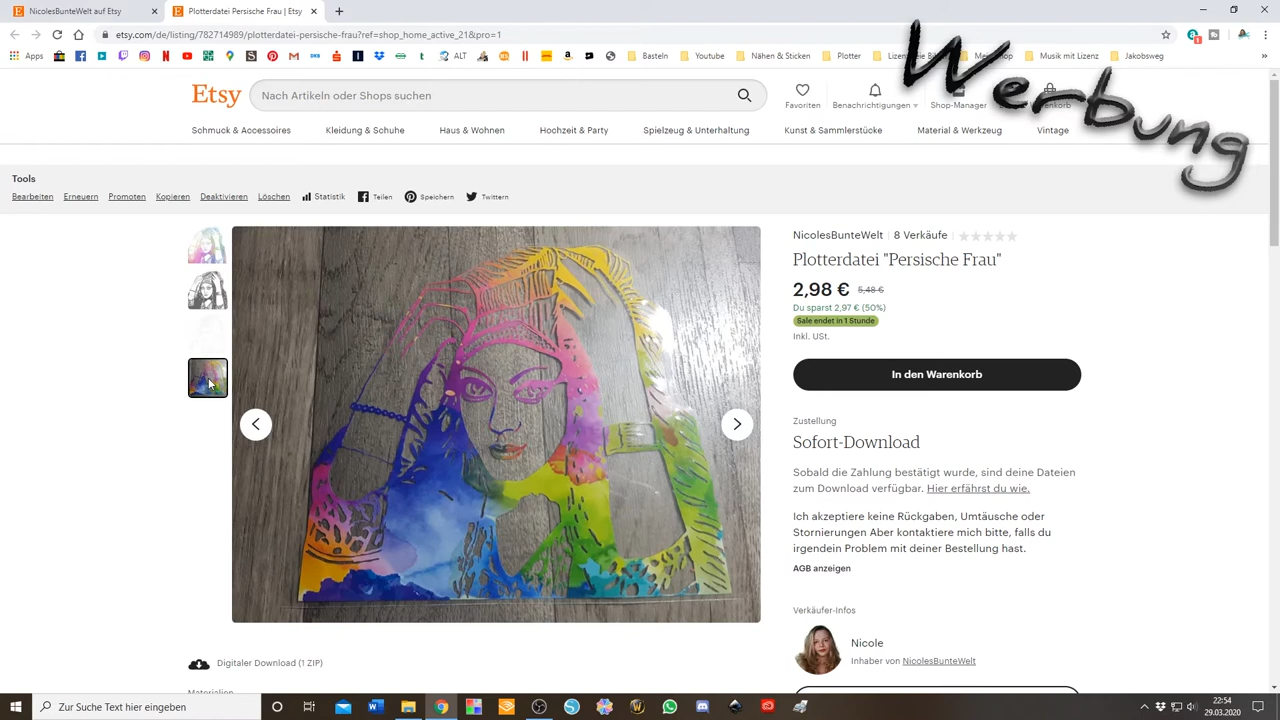 NicolesBunteWelt auf Etsy
Plotterdatei Persische Frau | Etsy
etsy.com/de/listing/782714989/plotterdatei-persische-frau?ref=shop_home_active_21&pro=1
Apps
ALT
Basteln
Youtube
Nähen & Sticken
Plotter
Musik mit Lizenz
Jakobsweg
Werbung
Etsy
Nach Artikeln oder Shops suchen
Favoriten
Benachrichtigungen
Shop-Manager
Warenkorb
Schmuck & Accessoires
Kleidung & Schuhe
Haus & Wohnen
Hochzeit & Party
Spielzeug & Unterhaltung
Kunst & Sammlerstücke
Material & Werkzeug
Vintage
Tools
Bearbeiten
Erneuern
Promoten
Kopieren
Deaktivieren
Löschen
Statistik
Teilen
Speichern
Twittern
NicolesBunteWelt | 8 Verkäufe
Plotterdatei "Persische Frau"
2,98 € 5,48 €
Du sparst 2,97 € (50%)
Sale endet in 1 Stunde
Inkl. USt.
In den Warenkorb
Zustellung
Sofort-Download
Sobald die Zahlung bestätigt wurde, sind deine Dateien
zum Download verfügbar. Hier erfährst du wie.
Ich akzeptiere keine Rückgaben, Umtäusche oder
Stornierungen Aber kontaktiere mich bitte, falls du
irgendein Problem mit deiner Bestellung hast.
AGB anzeigen
Verkäufer-Infos
Nicole
Inhaber von NicolesBunteWelt
Digitaler Download (1 ZIP)
Materialien
Zur Suche Text hier eingeben
22:54
29.03.2020